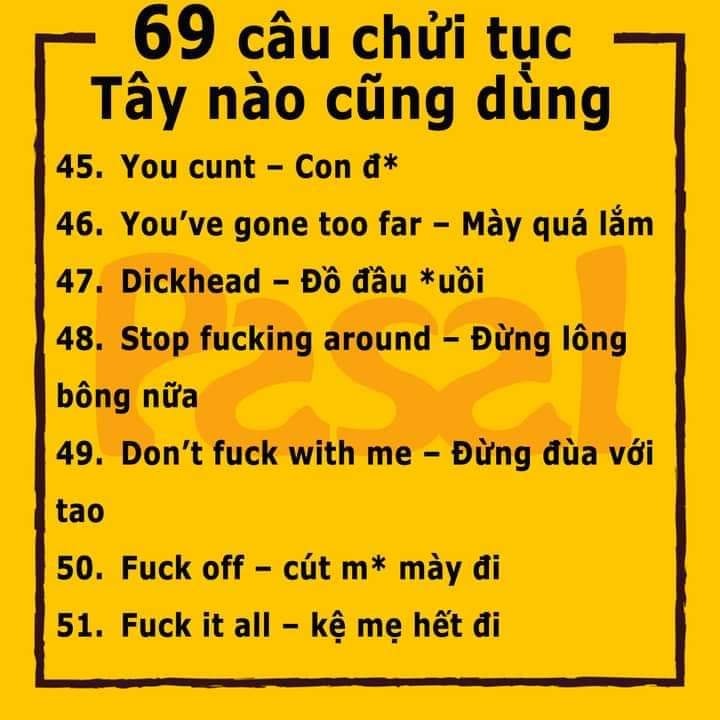 69 câu chửi tục
Tây nào cũng dùng
45. You cunt – Con đ*
46. You’ve gone too far – Mày quá lắm
47. Dickhead – Đồ đầu *uồi
48. Stop fucking around – Đừng lông
bông nữa
49. Don’t fuck with me – Đừng đùa với
tao
50. Fuck off – cút m* mày đi
51. Fuck it all – kệ mẹ hết đi
Pasal